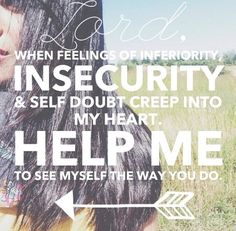 Lord,
WHEN FEELINGS OF INFERIORITY,
INSECURITY
& SELF DOUBT CREEP INTO
MY HEART.
HELP ME
TO SEE MYSELF THE WAY YOU DO.